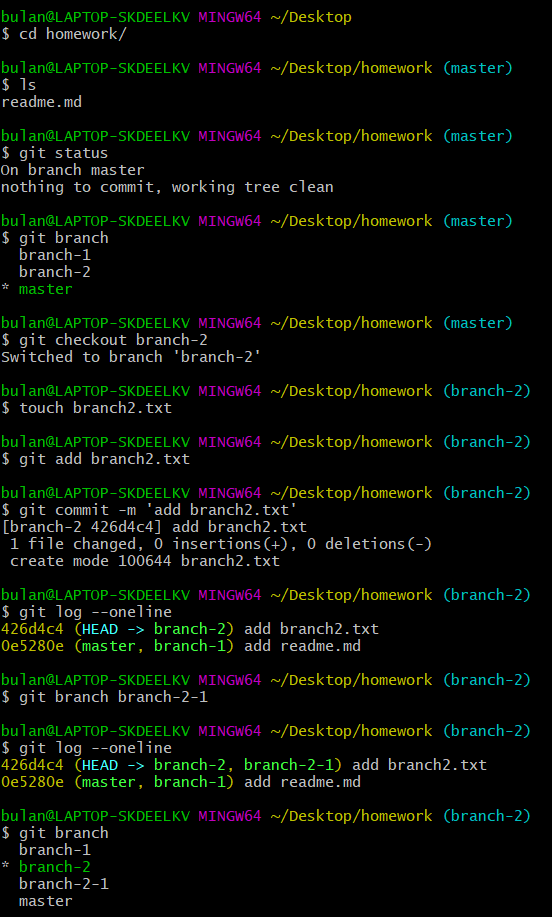 bulan@LAPTOP-SKDEELKV MINGW64 ~/Desktop
$ cd homework/
bulan@LAPTOP-SKDEELKV MINGW64 ~/Desktop/homework (master)
$ ls
readme.md
bulan@LAPTOP-SKDEELKV MINGW64 ~/Desktop/homework (master)
$ git status
On branch master
nothing to commit, working tree clean
bulan@LAPTOP-SKDEELKV MINGW64 ~/Desktop/homework (master)
$ git branch
  branch-1
  branch-2
* master
bulan@LAPTOP-SKDEELKV MINGW64 ~/Desktop/homework (master)
$ git checkout branch-2
Switched to branch 'branch-2'
bulan@LAPTOP-SKDEELKV MINGW64 ~/Desktop/homework (branch-2)
$ touch branch2.txt
bulan@LAPTOP-SKDEELKV MINGW64 ~/Desktop/homework (branch-2)
$ git add branch2.txt
bulan@LAPTOP-SKDEELKV MINGW64 ~/Desktop/homework (branch-2)
$ git commit -m 'add branch2.txt'
[branch-2 426d4c4] add branch2.txt
 1 file changed, 0 insertions(+), 0 deletions(-)
 create mode 100644 branch2.txt
bulan@LAPTOP-SKDEELKV MINGW64 ~/Desktop/homework (branch-2)
$ git log --oneline
426d4c4 (HEAD -> branch-2) add branch2.txt
0e5280e (master, branch-1) add readme.md
bulan@LAPTOP-SKDEELKV MINGW64 ~/Desktop/homework (branch-2)
$ git branch branch-2-1
bulan@LAPTOP-SKDEELKV MINGW64 ~/Desktop/homework (branch-2)
$ git log --oneline
426d4c4 (HEAD -> branch-2, branch-2-1) add branch2.txt
0e5280e (master, branch-1) add readme.md
bulan@LAPTOP-SKDEELKV MINGW64 ~/Desktop/homework (branch-2)
$ git branch
  branch-1
* branch-2
  branch-2-1
  master